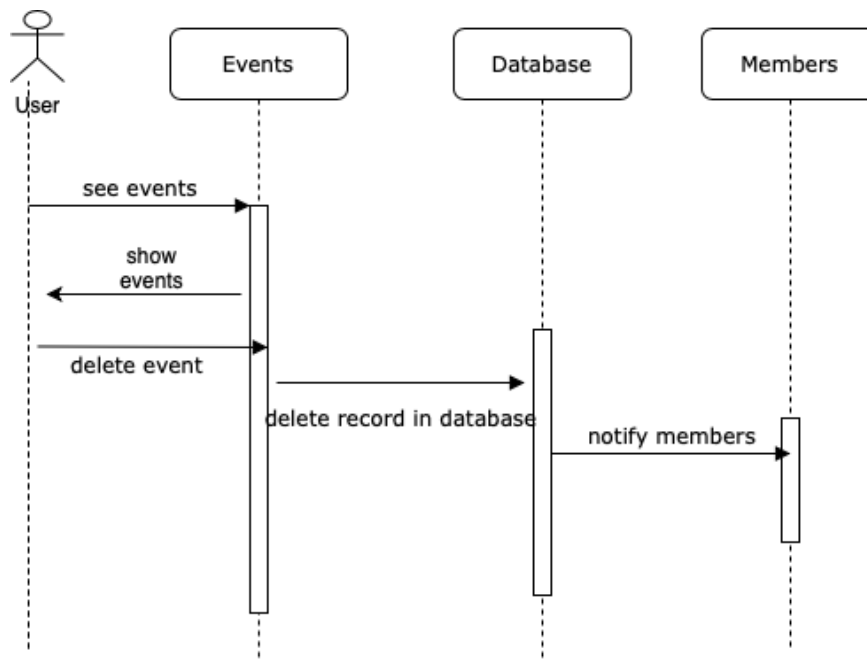 Events
Database
Members
User
see events
show
events
delete event
delete record in database
notify members